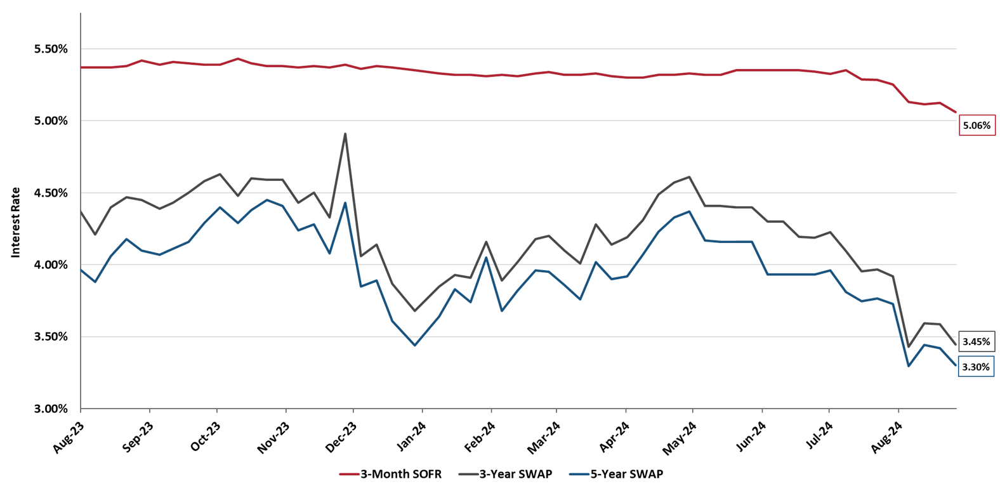 5.50%
5.00%
4.50%
4.00%
3.50%
3.00%
Interest Rate
5.06%
3.45%
3.30%
Aug-23
Sep-23
Oct-23
Nov-23
Dec-23
Jan-24
Feb-24
Mar-24
Apr-24
May-24
Jun-24
Jul-24
Aug-24
3-Month SOFR
3-Year SWAP
5-Year SWAP